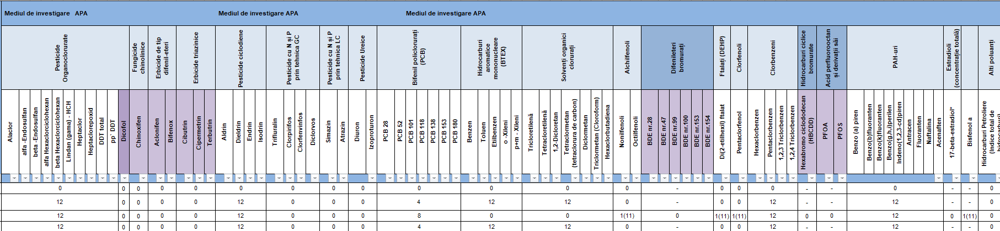 Mediul de investigare APA Mediul de investigare APA Mediul de investigare APA
Pesticide
Organoclorurate
Fungicide
chinolinice
Erbicide de tip
difenil-eteri
Erbicide triazinice
Pesticide ciclodiene
Pesticide cu N și P
prin tehnica GC
Pesticide cu N și P
prin tehnica LC
Pesticide Ureice
Bifenil policlorurați
(PCB)
Hidrocarburi
aromatice
mononucleare
(BTEX)
Solvenți organici
clorurați
Alchilfenoli
Difenileteri
bromurați
Ftalați (DEHP)
Clorfenoli
Clorbenzeni
Hidrocarburi ciclice
bromurate
Acid perfluorooctan
și derivații săi
PAH-uri
Estradioli
(concentrație totală)
Alți poluanți
Alaclor
alfa -Endosulfan
beta -Endosulfan
alfa Hexaclorciclohexan
beta Hexaclorciclohexan
Lindan (gama) - HCH
Heptaclor
Heptaclorepoxid
DDT total
pp` DDT
Dicofol
Chinoxifen
Aclonifen
Bifenox
Cibutrin
Cipermetrin
Terbutrin
Aldrin
Dieldrin
Endrin
Isodrin
Trifluralin
Clorpirifos
Clorfenvinfos
Diclorvos
Simazin
Atrazin
Diuron
Izoproturon
PCB 28
PCB 52
PCB 101
PCB 118
PCB 138
PCB 153
PCB 180
Benzen
Toluen
Etilbenzen
o -Xileni
p+m - Xileni
Tricloretilenă
Tetracloretilenă
1,2-Dicloretan
Tetraclormetan
(tetraclorura de carbon)
Diclormetan
Triclormetan (Cloroform)
Hexaclorbutadiena
Nonilfenoli
Octilfenoli
BDE nr.28
BDE nr.47
BDE nr.99
BDE nr.100
BDE nr.153
BDE nr.154
Di(2-etilhexil) ftalat
Pentaclorfenol
Hexaclorbenzen
Pentaclorbenzen
1,2,3 Triclorbenzen
1,2,4 Triclorbenzen
Hexabromo ciclododecan
(HBCDD)
PFOA
PFOS
Benzo (a) piren
Benzo(b)fluoranten
Benzo(k)fluoranten
Benzo(g,h,i)perilen
Indeno(1,2,3-cd)piren
Antracen
Fluoranten
Naftalina
Acenaften
17-beta-estradiol*
Bisfenol a
Hidrocarburi Petroliere
(Indice total de
hidrocarburi)
0 0 0 0 0 0 0 0 0 0 0 0 0 - 0 0 0 - - 0 - - 0
12 0 0 0 0 12 0 0 0 4 12 12 0 - 0 0 12 - - 12 - - 0
12 0 0 0 0 12 0 0 0 8 0 0 1(11) 0 1(11) 1(11) 12 0 0 12 0 1(11) 0
12 0 0 0 0 12 0 0 0 4 12 12 0 - 0 0 12 - - 12 - - 0